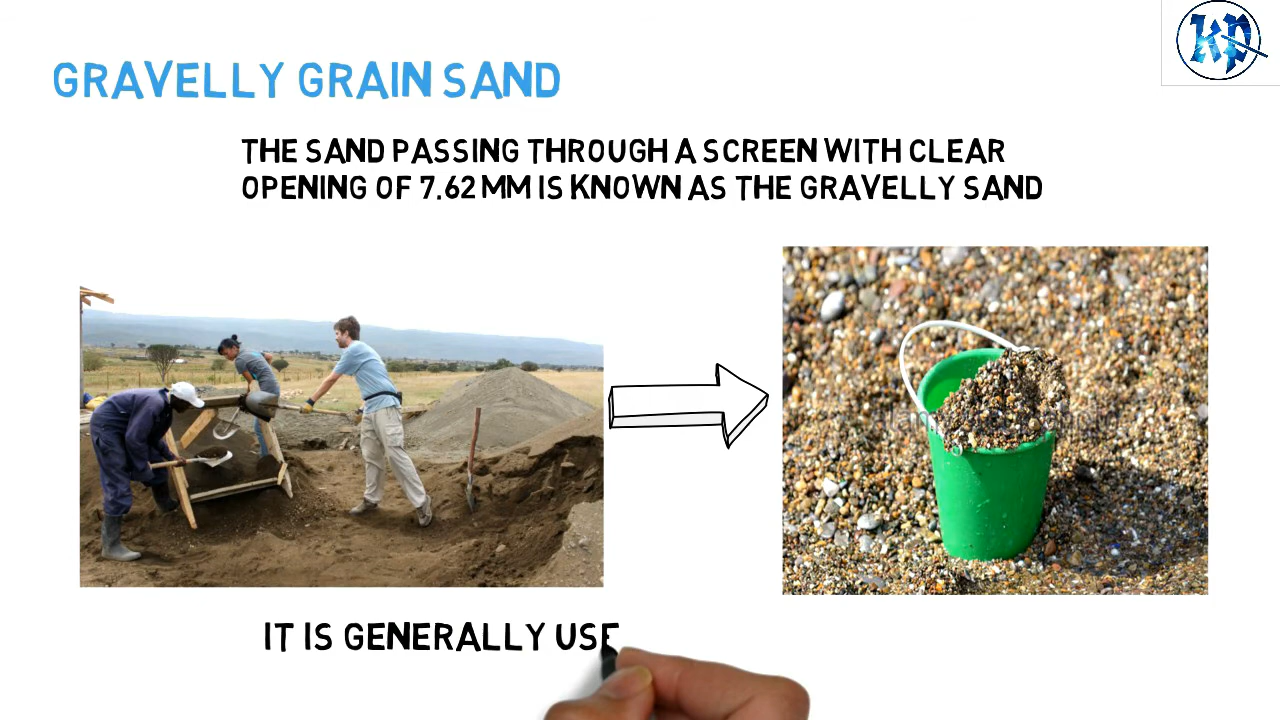 KP
GRAVELLY GRAIN SAND
THE SAND PASSING THROUGH A SCREEN WITH CLEAR
OPENING OF 7.62 MM IS KNOWN AS THE GRAVELLY SAND
IT IS GENERALLY USE